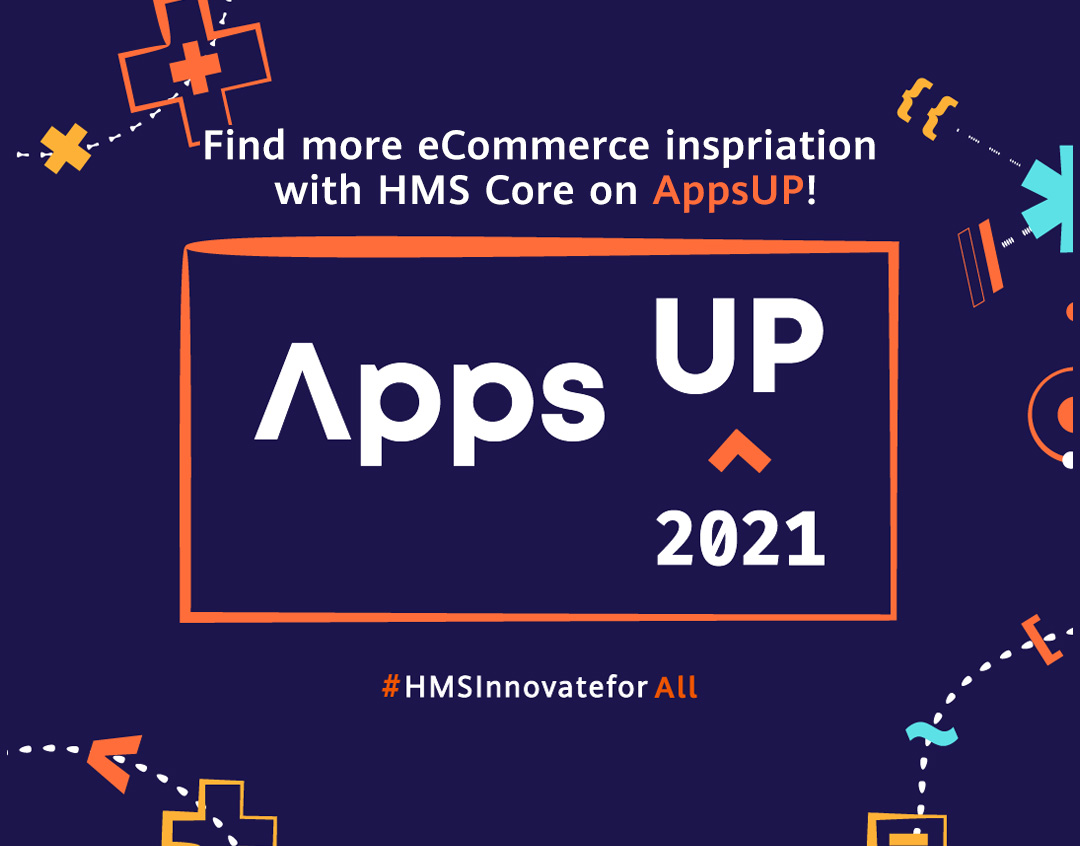 Find more eCommerce inspriation
with HMS Core on AppsUP!
Apps UP
2021
#HMSInnovateforAll